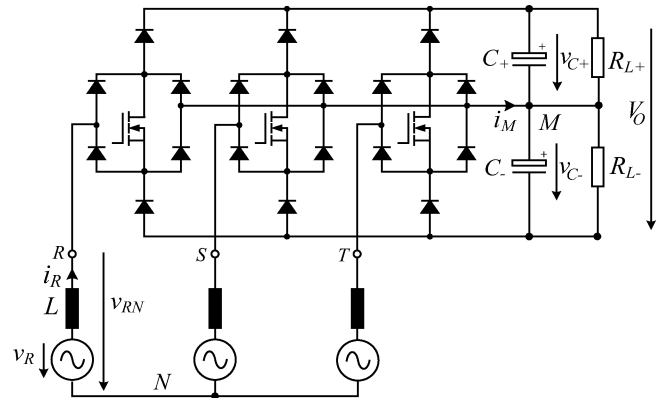 +
C+ vC+ RL+
iM M VO
+
C- vC- RL-
R S T
iR
L vRN
vR
N